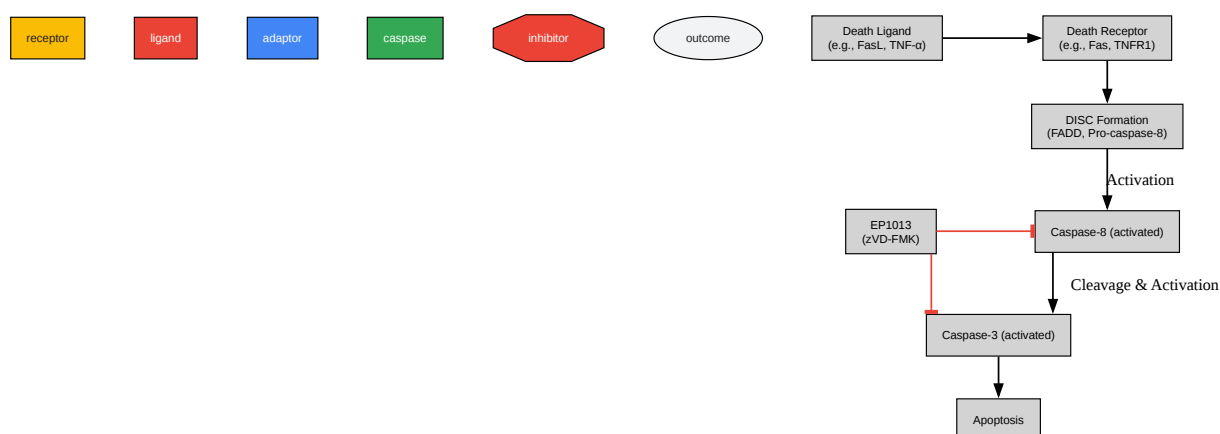 receptor
ligand
adaptor
caspase
inhibitor
outcome
Death Ligand
(e.g., FasL, TNF-α)
Death Receptor
(e.g., Fas, TNFR1)
DISC Formation
(FADD, Pro-caspase-8)
Activation
EP1013
(zVD-FMK)
Caspase-8 (activated)
Cleavage & Activation
Caspase-3 (activated)
Apoptosis